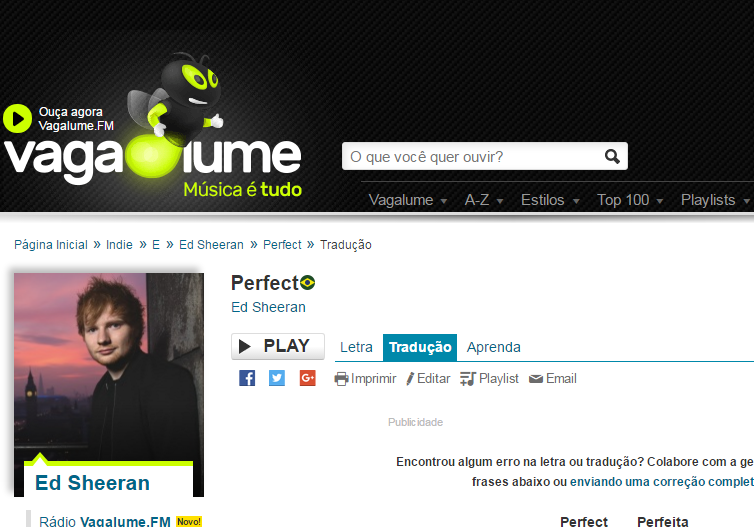 Ouça agora
Vagalume.FM
vagalume
Música é tudo
O que você quer ouvir?
Vagalume A-Z Estilos Top 100 Playlists
Página Inicial » Indie » E » Ed Sheeran » Perfect » Tradução
Perfect
Ed Sheeran
PLAY Letra Tradução Aprenda
Imprimir Editar Playlist Email
Publicidade
Encontrou algum erro na letra ou tradução? Colabore com a ge
frases abaixo ou enviando uma correção complet
Ed Sheeran
Rádio Vagalume.FM Novo!
Perfect Perfeita